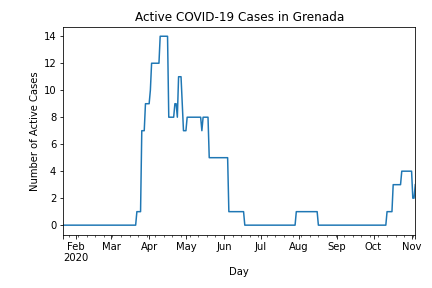 Active COVID-19 Cases in Grenada
Number of Active Cases
14
12
10
8
6
4
2
0
Feb Mar Apr May Jun Jul Aug Sep Oct Nov
2020
Day